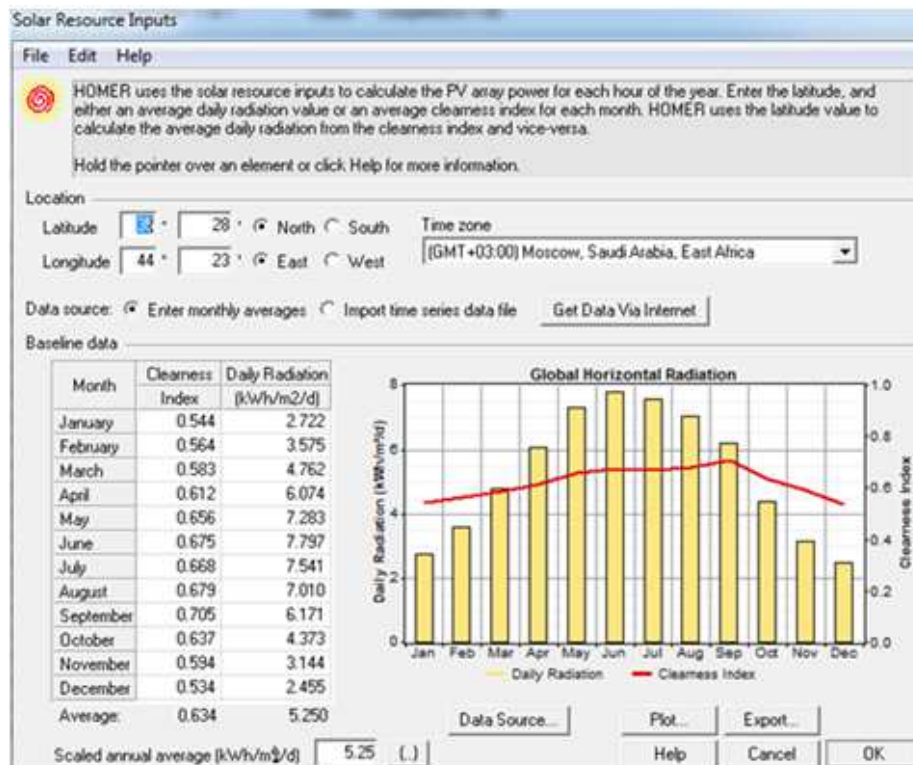 Solar Resource Inputs
File Edit Help
HOMER uses the solar resource inputs to calculate the PV array power for each hour of the year. Enter the latitude, and
either an average daily radiation value or an average clearness index for each month. HOMER uses the latitude value to
calculate the average daily radiation from the clearness index and vice-versa.
Hold the pointer over an element or click Help for more information.
Location
Latitude ° 28 ' North South Time zone
Longitude 44 ° 23 ' East West (GMT+03:00) Moscow, Saudi Arabia, East Africa
Data source: Enter monthly averages Import time series data file Get Data Via Internet
Baseline data
Month Clearness Daily Radiation
Index (kWh/m2/d)
January 0.544 2.722
February 0.564 3.575
March 0.583 4.762
April 0.612 6.074
May 0.656 7.283
June 0.675 7.797
July 0.668 7.541
August 0.679 7.010
September 0.705 6.171
October 0.637 4.373
November 0.594 3.144
December 0.534 2.455
Average: 0.634 5.250
Scaled annual average (kWh/m²/d) 5.25 {..}
Global Horizontal Radiation
Daily Radiation (kWh/m²/d)
8
6
4
2
0
1.0
0.8
0.6
0.4
0.2
0.0
Clearness Index
Jan Feb Mar Apr May Jun Jul Aug Sep Oct Nov Dec
Daily Radiation Clearness Index
Data Source... Plot... Export...
Help Cancel OK